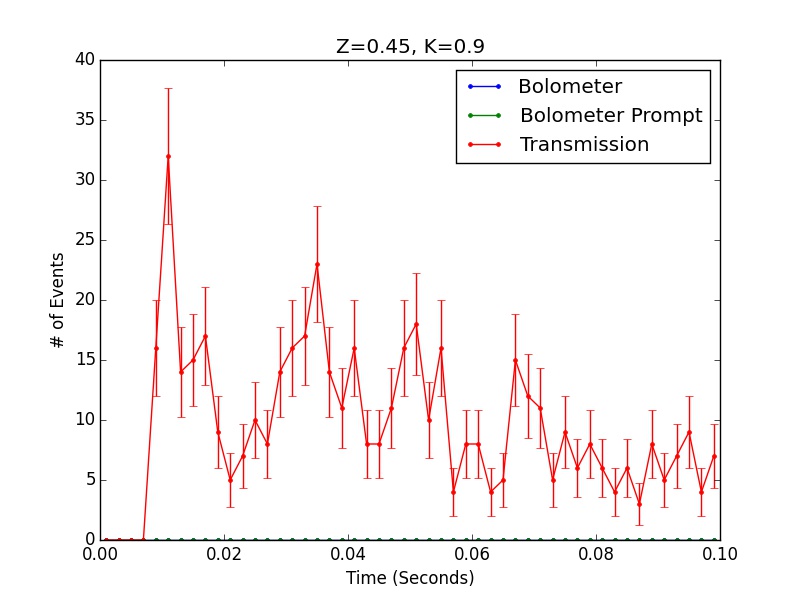 Z=0.45, K=0.9
Bolometer
Bolometer Prompt
Transmission
# of Events
40
35
30
25
20
15
10
5
0
0.00 0.02 0.04 0.06 0.08 0.10
Time (Seconds)